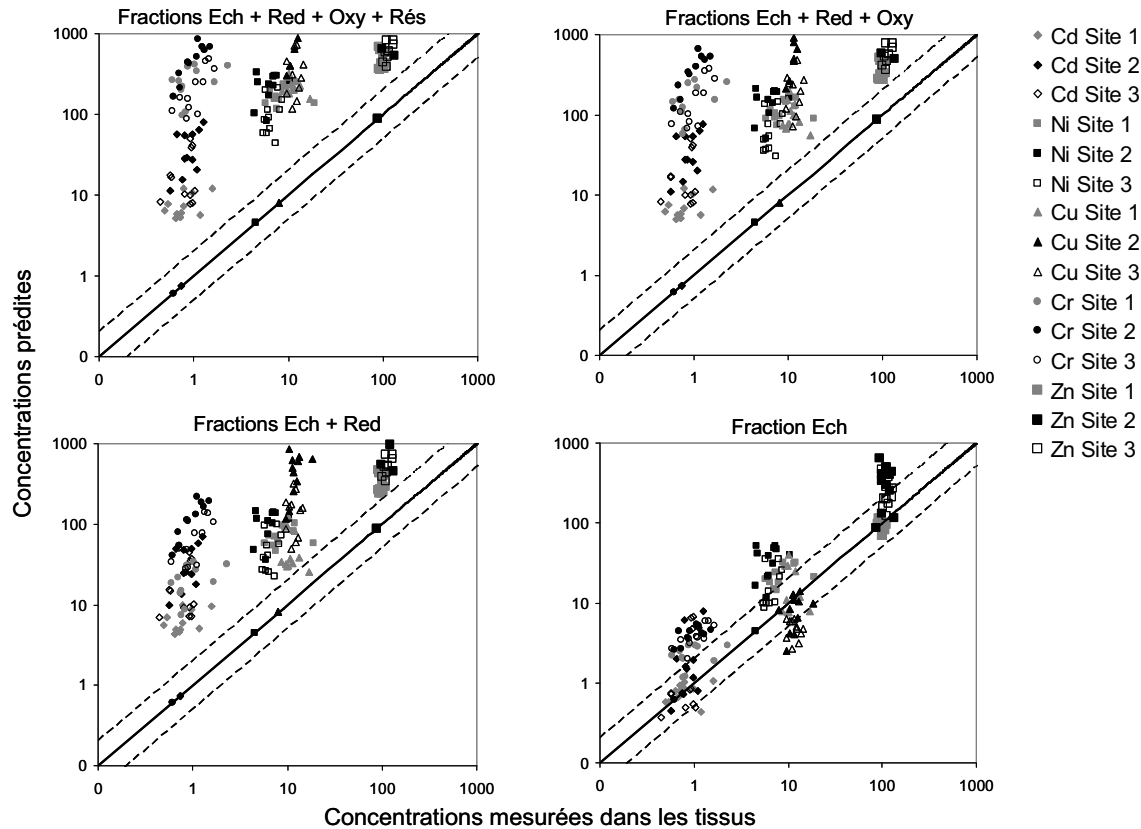 Fractions Ech + Red + Oxy + Rés
1000
100
10
1
0
0
1
10
100
1000
Fractions Ech + Red + Oxy
1000
100
10
1
0
0
1
10
100
1000
Fractions Ech + Red
1000
100
10
1
0
0
1
10
100
1000
Fraction Ech
1000
100
10
1
0
0
1
10
100
1000
Concentrations prédites
Concentrations mesurées dans les tissus
Cd Site 1
Cd Site 2
Cd Site 3
Ni Site 1
Ni Site 2
Ni Site 3
Cu Site 1
Cu Site 2
Cu Site 3
Cr Site 1
Cr Site 2
Cr Site 3
Zn Site 1
Zn Site 2
Zn Site 3